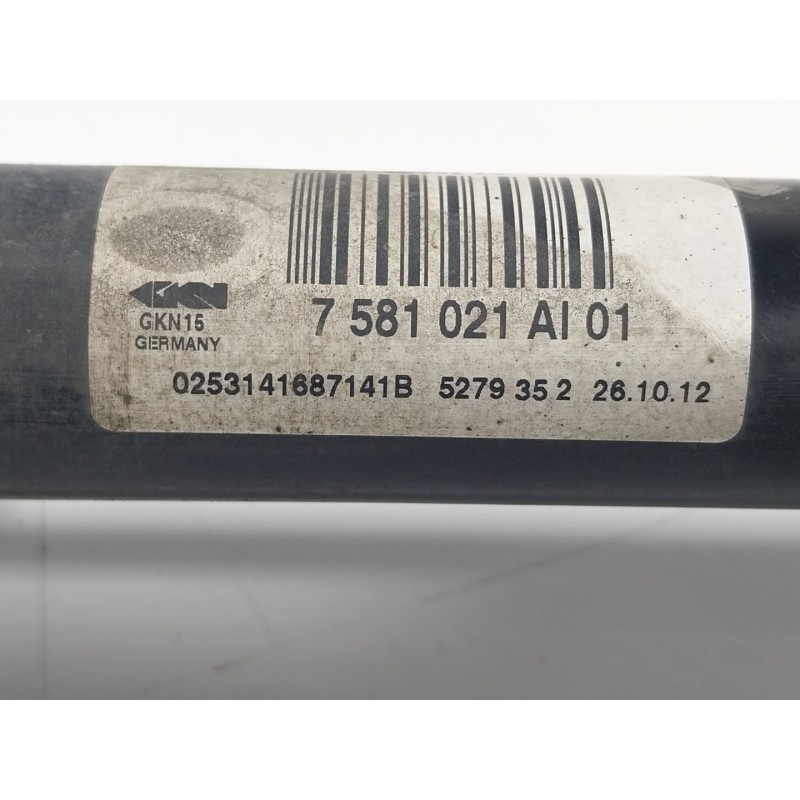 GKN
7 581 021 AI 01
GKN15
GERMANY
0253141687141B 5279 35 2 26.10.12